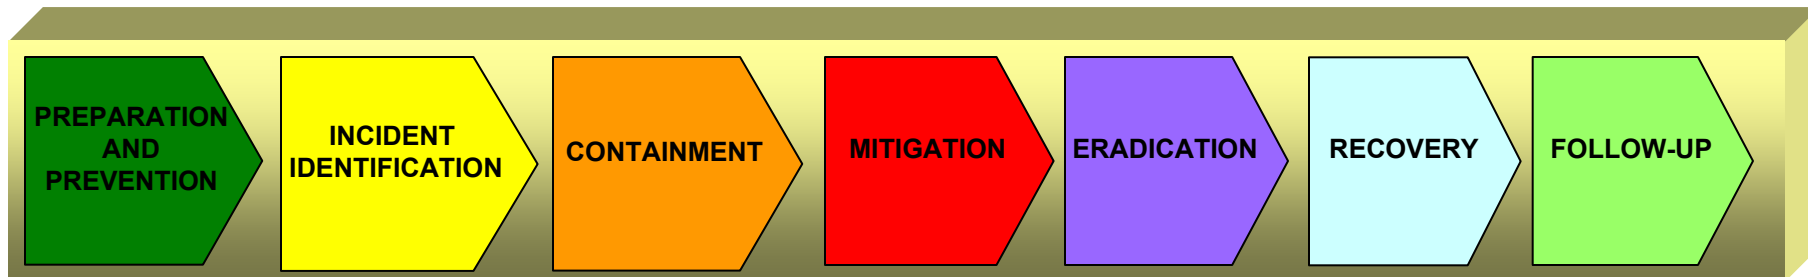 PREPARATION
AND
PREVENTION
INCIDENT
IDENTIFICATION
CONTAINMENT
MITIGATION
ERADICATION
RECOVERY
FOLLOW-UP